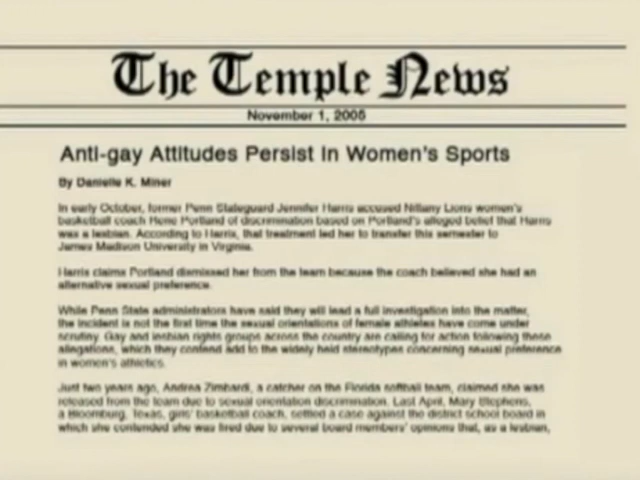 The Temple News
November 1, 2005
Anti-gay Attitudes Persist In Women's Sports
By Danielle K. Miner
In early October, former Penn Stateguard Jennifer Harris accused Nittany Lions women's
basketball coach Rene Portland of discrimination based on Portland's alleged belief that Harris
was a lesbian. According to Harris, that treatment led her to transfer this semester to
James Madison University in Virginia.
Harris claims Portland dismissed her from the team because the coach believed she had an
alternative sexual preference.
While Penn State administrators have said they will lead a full investigation into the matter,
the incident is not the first time the sexual orientations of female athletes have come under
scrutiny. Gay and lesbian rights groups across the country are calling for action following these
allegations, which they contend add to the widely held stereotypes concerning sexual preference
in women's athletics.
Just two years ago, Andrea Zimbardi, a catcher on the Florida softball team, claimed she was
released from the team due to sexual orientation discrimination. Last April, Mary Stephens,
a Bloomburg, Texas, girls' basketball coach, settled a case against the district school board in
which she contended she was fired due to several board members' opinions that, as a lesbian,